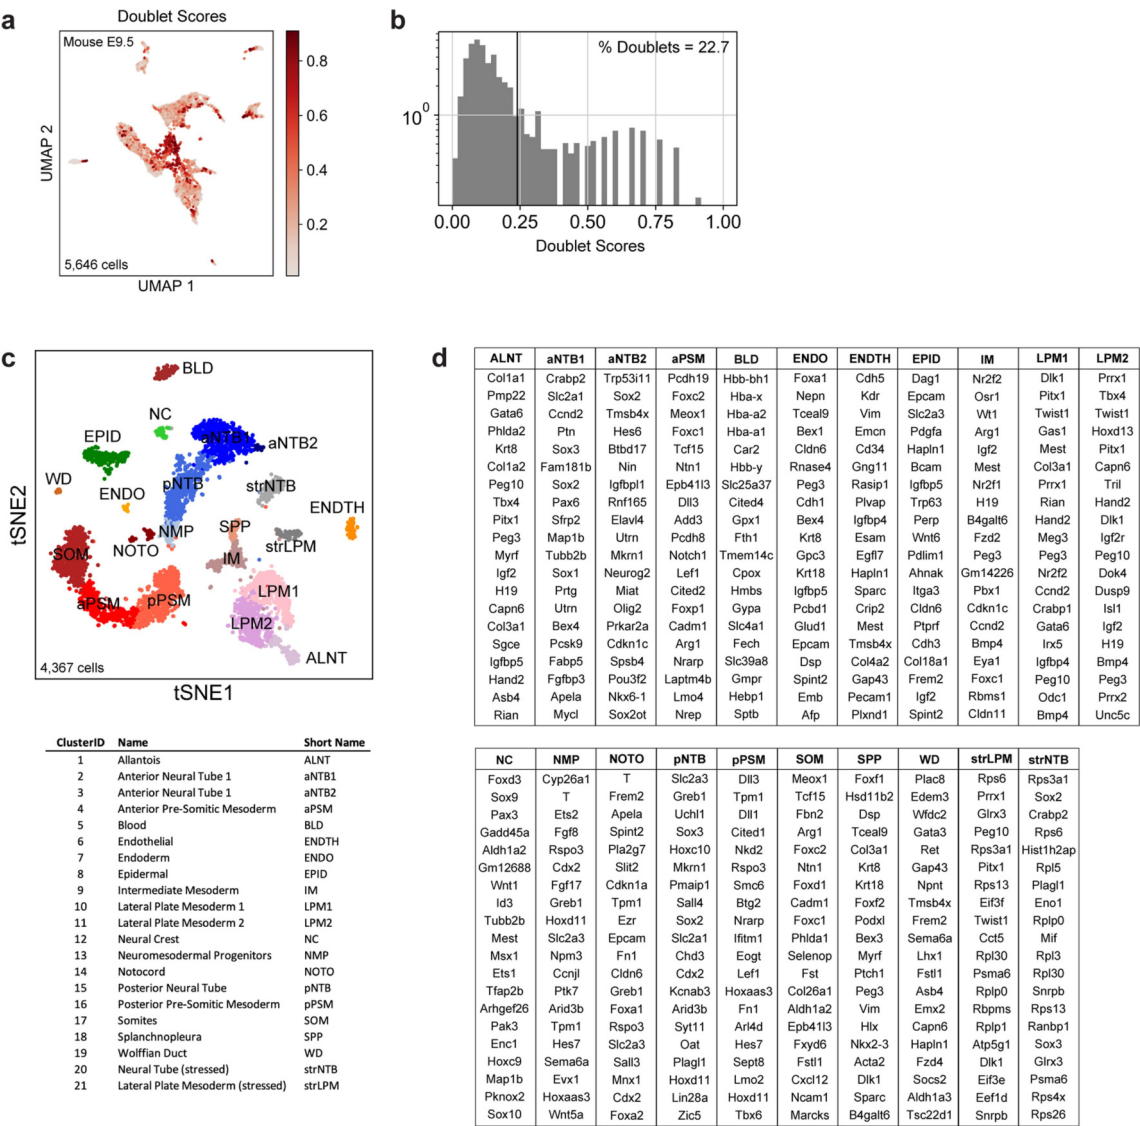 a
Doublet Scores
Mouse E9.5
UMAP 2
5,646 cells
UMAP 1
0.8
0.6
0.4
0.2
b
% Doublets = 22.7
10^0
0.00 0.25 0.50 0.75 1.00
Doublet Scores
c
BLD
NC
aNTB1
aNTB2
EPID
WD
pNTB
strNTB
ENDO
ENDTH
NMP
SPP
NOTO
strLPM
SOM
IM
aPSM
pPSM
LPM1
LPM2
ALNT
4,367 cells
tSNE1
tSNE2
ClusterID Name Short Name
1 Allantois ALNT
2 Anterior Neural Tube 1 aNTB1
3 Anterior Neural Tube 1 aNTB2
4 Anterior Pre-Somitic Mesoderm aPSM
5 Blood BLD
6 Endothelial ENDTH
7 Endoderm ENDO
8 Epidermal EPID
9 Intermediate Mesoderm IM
10 Lateral Plate Mesoderm 1 LPM1
11 Lateral Plate Mesoderm 2 LPM2
12 Neural Crest NC
13 Neuromesodermal Progenitors NMP
14 Notocord NOTO
15 Posterior Neural Tube pNTB
16 Posterior Pre-Somitic Mesoderm pPSM
17 Somites SOM
18 Splanchnopleura SPP
19 Wolffian Duct WD
20 Neural Tube (stressed) strNTB
21 Lateral Plate Mesoderm (stressed) strLPM
d
ALNT aNTB1 aNTB2 aPSM BLD ENDO ENDTH EPID IM LPM1 LPM2
Col1a1 Crabp2 Trp53i11 Pcdh19 Hbb-bh1 Foxa1 Cdh5 Dag1 Nr2f2 Dlk1 Prrx1
Pmp22 Slc2a1 Sox2 Foxc2 Hba-x Nepn Kdr Epcam Osr1 Pitx1 Tbx4
Gata6 Ccnd2 Tmsb4x Meox1 Hba-a2 Tceal9 Vim Slc2a3 Wt1 Twist1 Twist1
Phlda2 Ptn Hes6 Foxc1 Hba-a1 Bex1 Emcn Pdgfa Arg1 Gas1 Hoxd13
Krt8 Sox3 Btbd17 Tcf15 Car2 Cldn6 Cd34 Hapln1 Igf2 Mest Pitx1
Col1a2 Fam181b Nin Ntn1 Hbb-y Rnase4 Gng11 Bcam Mest Col3a1 Capn6
Peg10 Sox2 Igfbpl1 Epb41l3 Slc25a37 Peg3 Rasip1 Igfbp5 Nr2f1 Prrx1 Tril
Tbx4 Pax6 Rnf165 Dll3 Cited4 Cdh1 Plvap Trp63 H19 Rian Hand2
Pitx1 Sfrp2 Elavl4 Add3 Gpx1 Bex4 Igfbp4 Perp B4galt6 Hand2 Dlk1
Peg3 Map1b Utrn Pcdh8 Fth1 Krt8 Esam Wnt6 Fzd2 Meg3 Igf2r
Myrf Tubb2b Mkrn1 Notch1 Tmem14c Gpc3 Egfl7 Pdlim1 Peg3 Peg3 Peg10
Igf2 Sox1 Neurog2 Lef1 Cpox Krt18 Hapln1 Ahnak Gm14226 Nr2f2 Dok4
H19 Prtg Miat Cited2 Hmbs Igfbp5 Sparc Itga3 Pbx1 Ccnd2 Dusp9
Capn6 Utrn Olig2 Foxp1 Gypa Pcbd1 Crip2 Cldn6 Cdkn1c Crabp1 Isl1
Col3a1 Bex4 Prkar2a Cadm1 Slc4a1 Glud1 Mest Ptprf Ccnd2 Gata6 Igf2
Sgce Pcsk9 Cdkn1c Arg1 Fech Epcam Tmsb4x Cdh3 Bmp4 Irx5 H19
Igfbp5 Fabp5 Spsb4 Nrarp Slc39a8 Dsp Col4a2 Col18a1 Eya1 Igfbp4 Bmp4
Hand2 Fgfbp3 Pou3f2 Laptm4b Gmpr Spint2 Gap43 Frem2 Foxc1 Peg10 Peg3
Asb4 Apela Nkx6-1 Lmo4 Hebp1 Emb Pecam1 Igf2 Rbms1 Odc1 Prrx2
Rian Mycl Sox2ot Nrep Sptb Afp Plxnd1 Spint2 Cldn11 Bmp4 Unc5c
NC NMP NOTO pNTB pPSM SOM SPP WD strLPM strNTB
Foxd3 Cyp26a1 T Slc2a3 Dll3 Meox1 Foxf1 Plac8 Rps6 Rps3a1
Sox9 T Frem2 Greb1 Tpm1 Tcf15 Hsd11b2 Edem3 Prrx1 Sox2
Pax3 Ets2 Apela Uchl1 Dll1 Fbn2 Dsp Wfdc2 Glrx3 Crabp2
Gadd45a Fgf8 Spint2 Sox3 Cited1 Arg1 Tceal9 Gata3 Peg10 Rps6
Aldh1a2 Rspo3 Pla2g7 Hoxc10 Nkd2 Foxc2 Col3a1 Ret Rps3a1 Hist1h2ap
Gm12688 Cdx2 Slit2 Mkrn1 Rspo3 Ntn1 Krt8 Gap43 Pitx1 Rpl5
Wnt1 Fgf17 Cdkn1a Pmaip1 Smc6 Foxd1 Krt18 Npnt Rps13 Plagl1
Id3 Greb1 Tpm1 Sall4 Btg2 Cadm1 Foxf2 Tmsb4x Eif3f Eno1
Tubb2b Hoxd11 Ezr Sox2 Nrarp Foxc1 Podxl Frem2 Twist1 Rplp0
Mest Slc2a3 Epcam Slc2a1 Ifitm1 Phlda1 Bex3 Sema6a Cct5 Mif
Msx1 Npm3 Fn1 Chd3 Eogt Selenop Myrf Lhx1 Rpl30 Rpl3
Ets1 Ccnjl Cldn6 Cdx2 Lef1 Fst Ptch1 Fstl1 Psma6 Rpl30
Tfap2b Ptk7 Greb1 Kcnab3 Hoxaas3 Col26a1 Peg3 Asb4 Rplp0 Snrpb
Arhgef26 Arid3b Foxa1 Arid3b Fn1 Aldh1a2 Vim Emx2 Rbpms Rps13
Pak3 Tpm1 Rspo3 Syt11 Arl4d Epb41l3 Hlx Capn6 Rplp1 Ranbp1
Enc1 Hes7 Slc2a3 Oat Hes7 Fxyd6 Nkx2-3 Hapln1 Atp5g1 Sox3
Hoxc9 Sema6a Sall3 Plagl1 Sept8 Fstl1 Acta2 Fzd4 Dlk1 Glrx3
Map1b Evx1 Mnx1 Hoxd11 Lmo2 Cxcl12 Dlk1 Socs2 Eif3e Psma6
Pknox2 Hoxaas3 Cdx2 Lin28a Hoxd11 Ncam1 Sparc Aldh1a3 Eef1d Rps4x
Sox10 Wnt5a Foxa2 Zic5 Tbx6 Marcks B4galt6 Tsc22d1 Snrpb Rps26